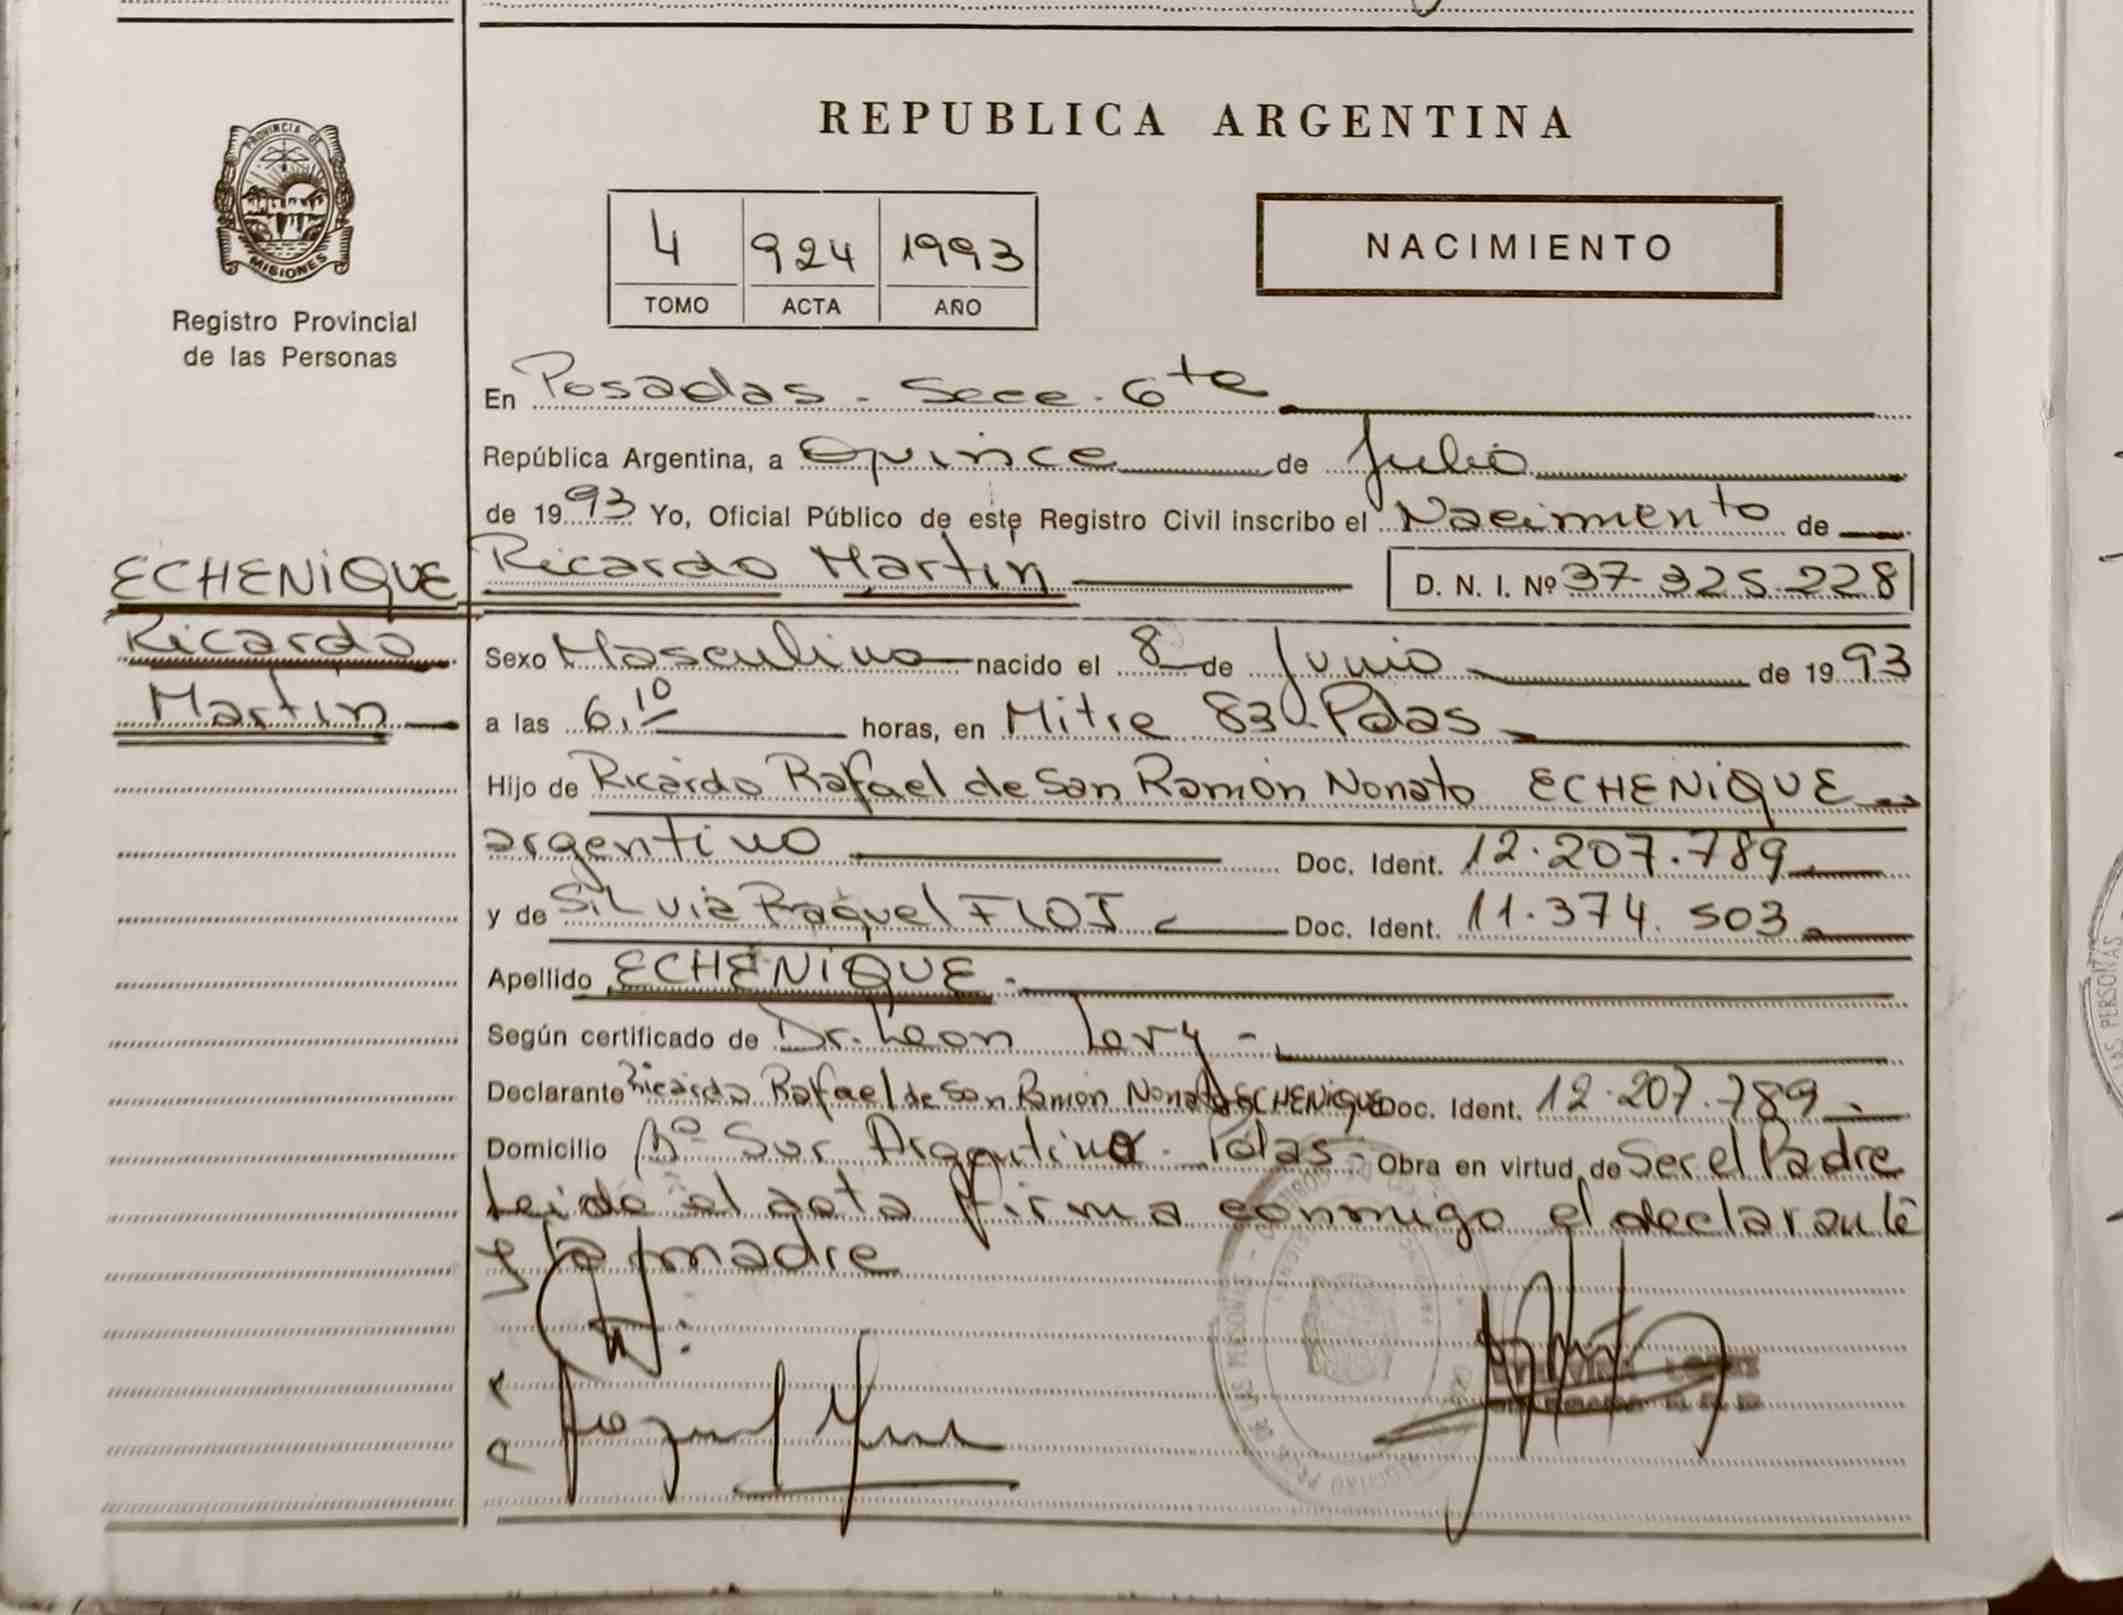 REPUBLICA ARGENTINA
PROVINCIA DE
MISIONES
Registro Provincial
de las Personas
4 924 1993
TOMO ACTA AÑO
NACIMIENTO
En Posadas - Secc. 6ta
República Argentina, a Quince de Julio
de 1993 Yo, Oficial Público de este Registro Civil inscribo el Nacimiento de
ECHENIQUE Ricardo Martín D. N. I. Nº 37.325.228
Ricardo
Martín
Sexo Masculino nacido el 8 de Junio de 1993
a las 6,10 horas, en Mitre 83 - Pdas
Hijo de Ricardo Rafael de San Ramón Nonato ECHENIQUE
argentino Doc. Ident. 12.207.789
y de Silvia Raquel Doc. Ident. 11.374.503
Apellido ECHENIQUE -
Según certificado de Dr. Leon
Declarante Ricardo Rafael de San Ramón Nonato ECHENIQUE Doc. Ident. 12.207.789
Domicilio Bº Sur Argentino - Pdas - Obra en virtud de Ser el Padre
Leida el acta firma conmigo el declarante
y la madre
LAS PERSONAS